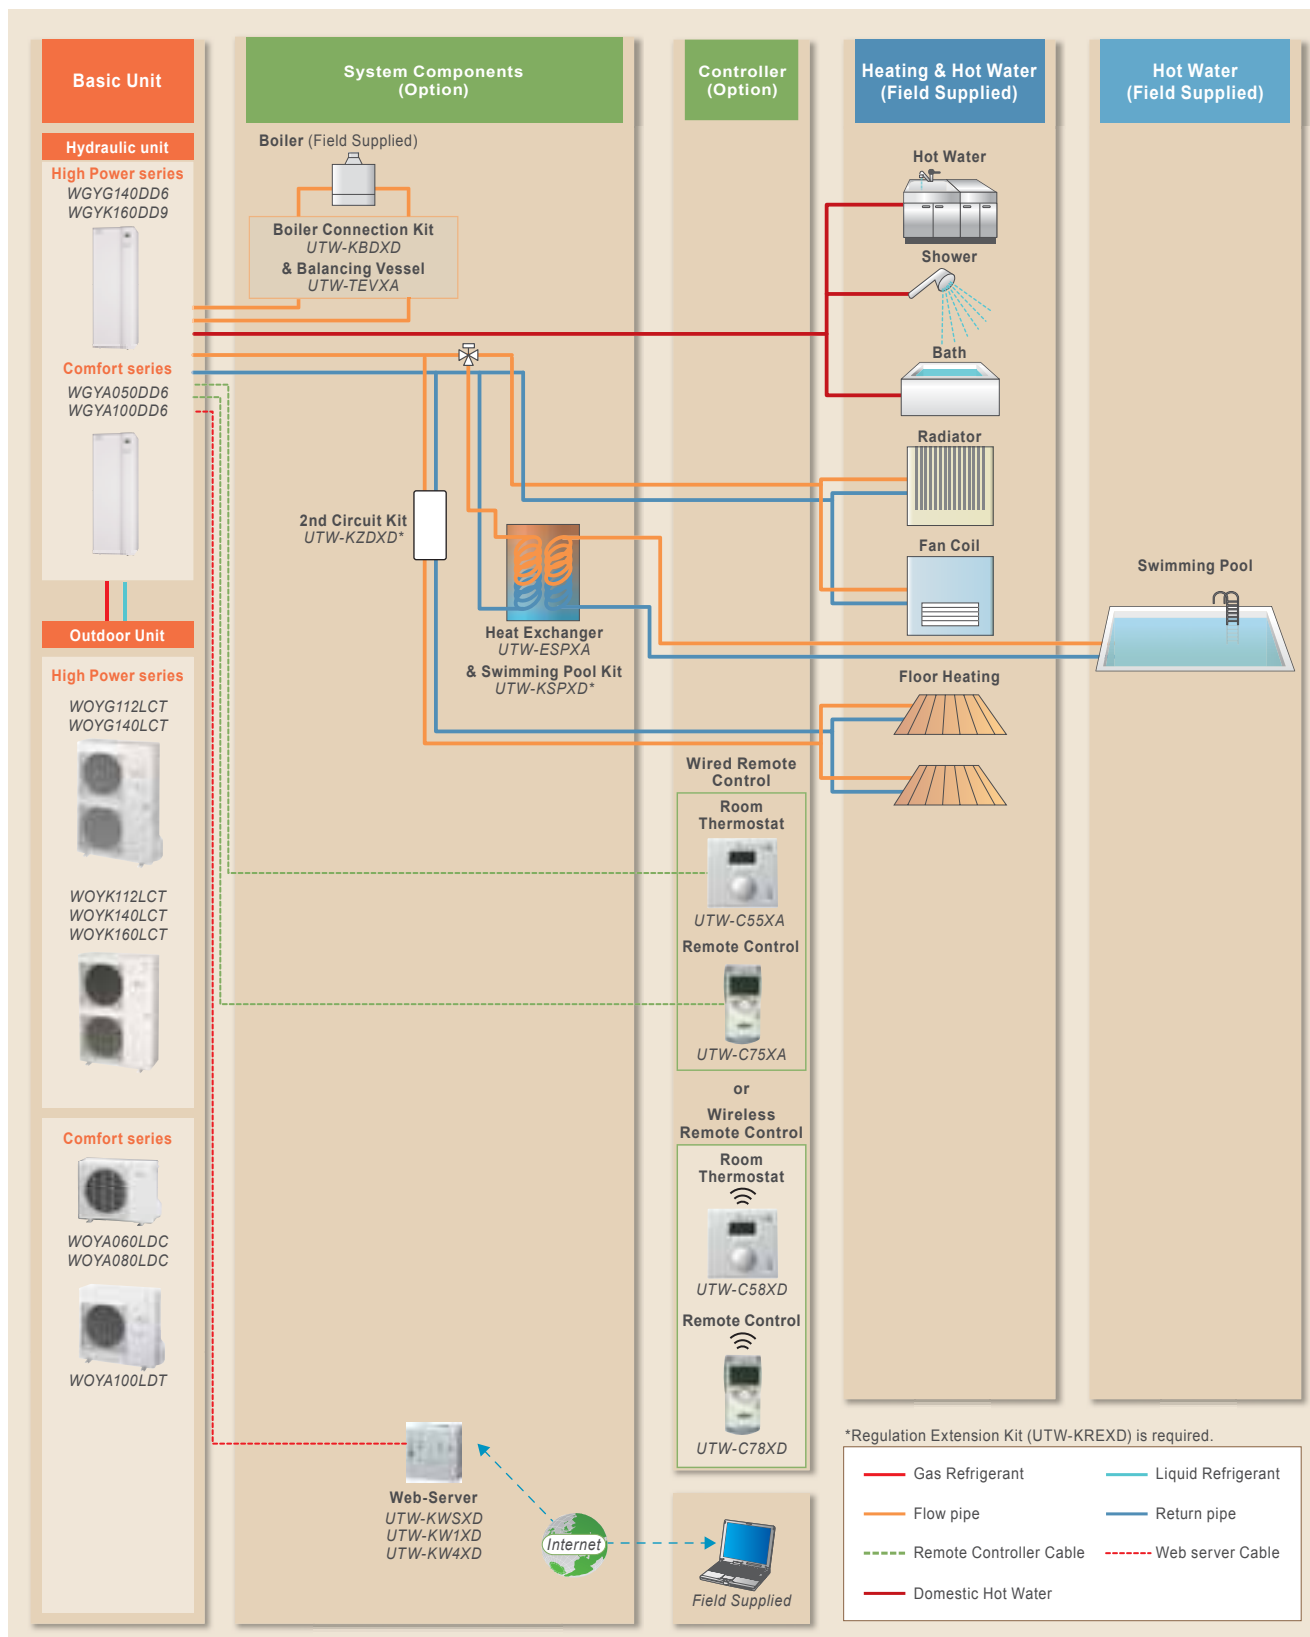 Basic Unit
Hydraulic unit
High Power series
WGYG140DD6
WGYK160DD9
Comfort series
WGYA050DD6
WGYA100DD6
Outdoor Unit
High Power series
WOYG112LCT
WOYG140LCT
WOYK112LCT
WOYK140LCT
WOYK160LCT
Comfort series
WOYA060LDC
WOYA080LDC
WOYA100LDT
System Components
(Option)
Boiler (Field Supplied)
Boiler Connection Kit
UTW-KBDXD
& Balancing Vessel
UTW-TEVXA
2nd Circuit Kit
UTW-KZDXD*
Heat Exchanger
UTW-ESPXA
& Swimming Pool Kit
UTW-KSPXD*
Web-Server
UTW-KWSXD
UTW-KW1XD
UTW-KW4XD
Internet
Controller
(Option)
Wired Remote
Control
Room
Thermostat
UTW-C55XA
Remote Control
UTW-C75XA
or
Wireless
Remote Control
Room
Thermostat
UTW-C58XD
Remote Control
UTW-C78XD
Field Supplied
Heating & Hot Water
(Field Supplied)
Hot Water
Shower
Bath
Radiator
Fan Coil
Floor Heating
Hot Water
(Field Supplied)
Swimming Pool
*Regulation Extension Kit (UTW-KREXD) is required.
Gas Refrigerant
Liquid Refrigerant
Flow pipe
Return pipe
Remote Controller Cable
Web server Cable
Domestic Hot Water